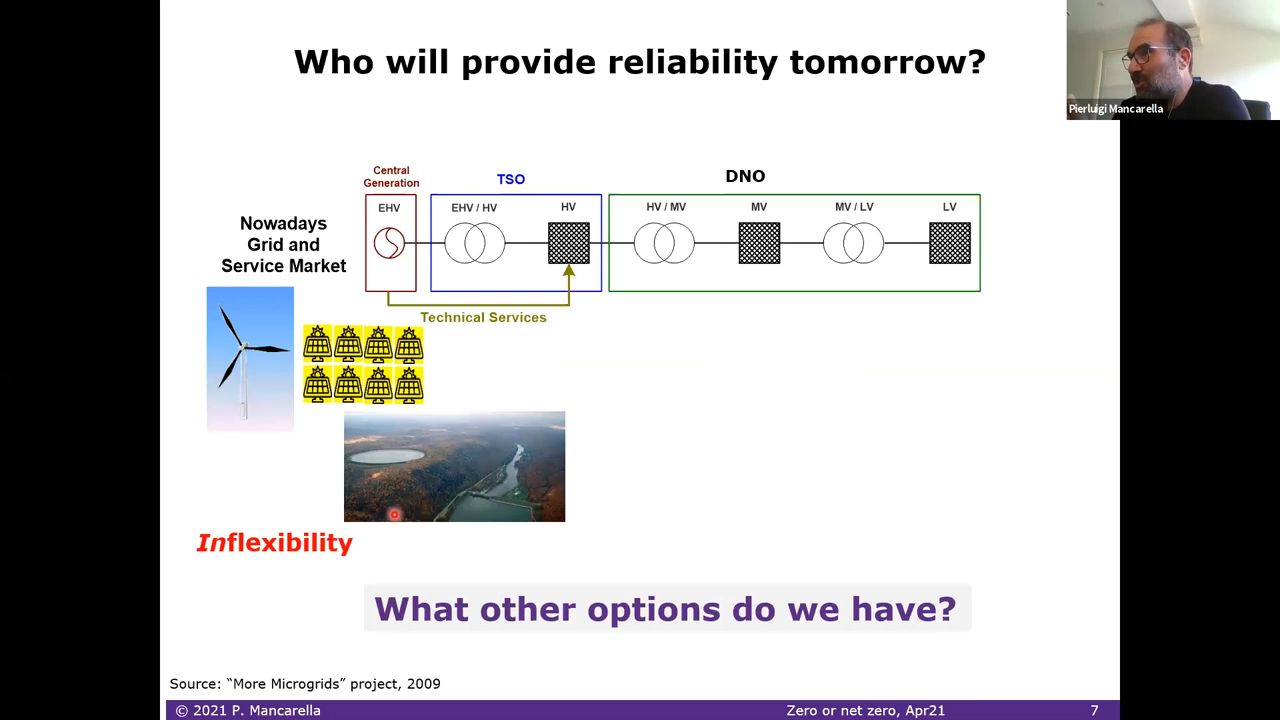 Who will provide reliability tomorrow?
Pierluigi Mancarella
Central
Generation
TSO
DNO
EHV
EHV / HV
HV
HV / MV
MV
MV / LV
LV
Nowadays
Grid and
Service Market
Technical Services
Inflexibility
What other options do we have?
Source: “More Microgrids” project, 2009
© 2021 P. Mancarella
Zero or net zero, Apr21
7